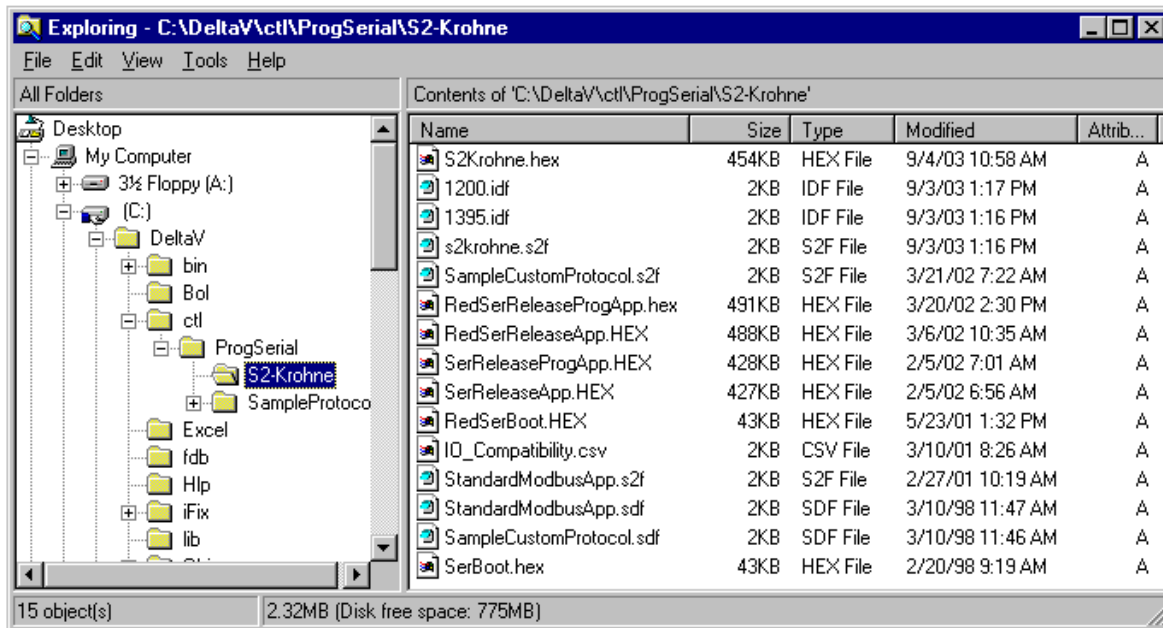 Exploring - C:\DeltaV\ctl\ProgSerial\S2-Krohne
File Edit View Tools Help
All Folders
Contents of 'C:\DeltaV\ctl\ProgSerial\S2-Krohne'
Desktop
My Computer
3½ Floppy (A:)
(C:)
DeltaV
bin
Bol
ctl
ProgSerial
S2-Krohne
SampleProtoco
Excel
fdb
Hlp
iFix
lib
Name Size Type Modified Attrib...
S2Krohne.hex 454KB HEX File 9/4/03 10:58 AM A
1200.idf 2KB IDF File 9/3/03 1:17 PM A
1395.idf 2KB IDF File 9/3/03 1:16 PM A
s2krohne.s2f 2KB S2F File 9/3/03 1:16 PM A
SampleCustomProtocol.s2f 2KB S2F File 3/21/02 7:22 AM A
RedSerReleaseProgApp.hex 491KB HEX File 3/20/02 2:30 PM A
RedSerReleaseApp.HEX 488KB HEX File 3/6/02 10:35 AM A
SerReleaseProgApp.HEX 428KB HEX File 2/5/02 7:01 AM A
SerReleaseApp.HEX 427KB HEX File 2/5/02 6:56 AM A
RedSerBoot.HEX 43KB HEX File 5/23/01 1:32 PM A
IO_Compatibility.csv 2KB CSV File 3/10/01 8:26 AM A
StandardModbusApp.s2f 2KB S2F File 2/27/01 10:19 AM A
StandardModbusApp.sdf 2KB SDF File 3/10/98 11:47 AM A
SampleCustomProtocol.sdf 2KB SDF File 3/10/98 11:46 AM A
SerBoot.hex 43KB HEX File 2/20/98 9:19 AM A
15 object(s)
2.32MB (Disk free space: 775MB)